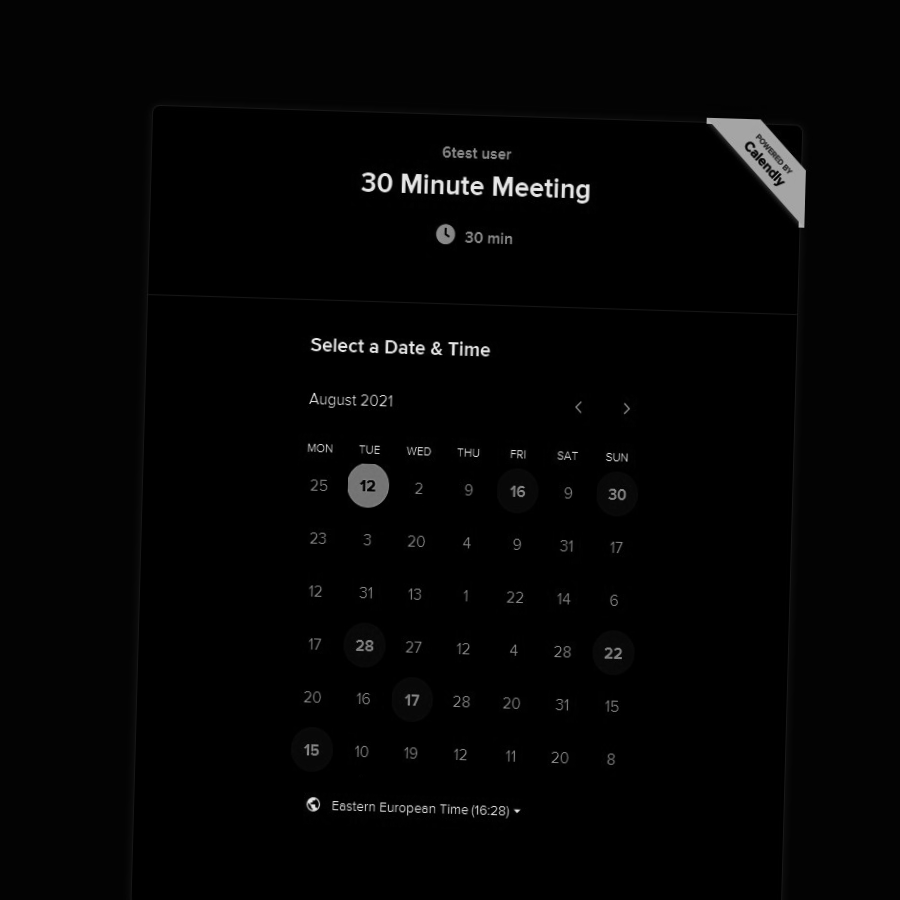 POWERED BY
Calendly
6test user
30 Minute Meeting
30 min
Select a Date & Time
August 2021
MON TUE WED THU FRI SAT SUN
25 12 2 9 16 9 30
23 3 20 4 9 31 17
12 31 13 1 22 14 6
17 28 27 12 4 28 22
20 16 17 28 20 31 15
15 10 19 12 11 20 8
Eastern European Time (16:28)